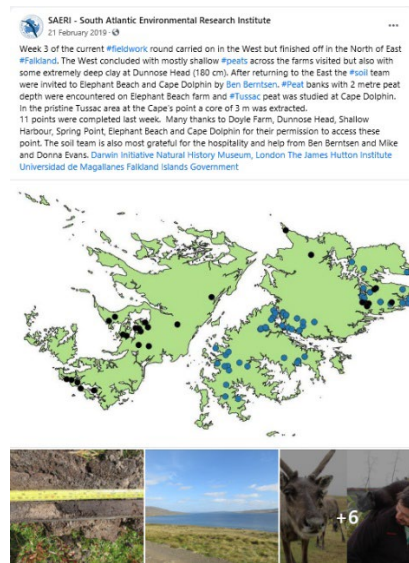 SAERI - South Atlantic Environmental Research Institute
21 February 2019 ·
Week 3 of the current #fieldwork round carried on in the West but finished off in the North of East
#Falkland. The West concluded with mostly shallow #peats across the farms visited but also with
some extremely deep clay at Dunnose Head (180 cm). After returning to the East the #soil team
were invited to Elephant Beach and Cape Dolphin by Ben Berntsen. #Peat banks with 2 metre peat
depth were encountered on Elephant Beach farm and #Tussac peat was studied at Cape Dolphin.
In the pristine Tussac area at the Cape's point a core of 3 m was extracted.
11 points were completed last week. Many thanks to Doyle Farm, Dunnose Head, Shallow
Harbour, Spring Point, Elephant Beach and Cape Dolphin for their permission to access these
point. The soil team is also most grateful for the hospitality and help from Ben Berntsen and Mike
and Donna Evans. Darwin Initiative Natural History Museum, London The James Hutton Institute
Universidad de Magallanes Falkland Islands Government
+6